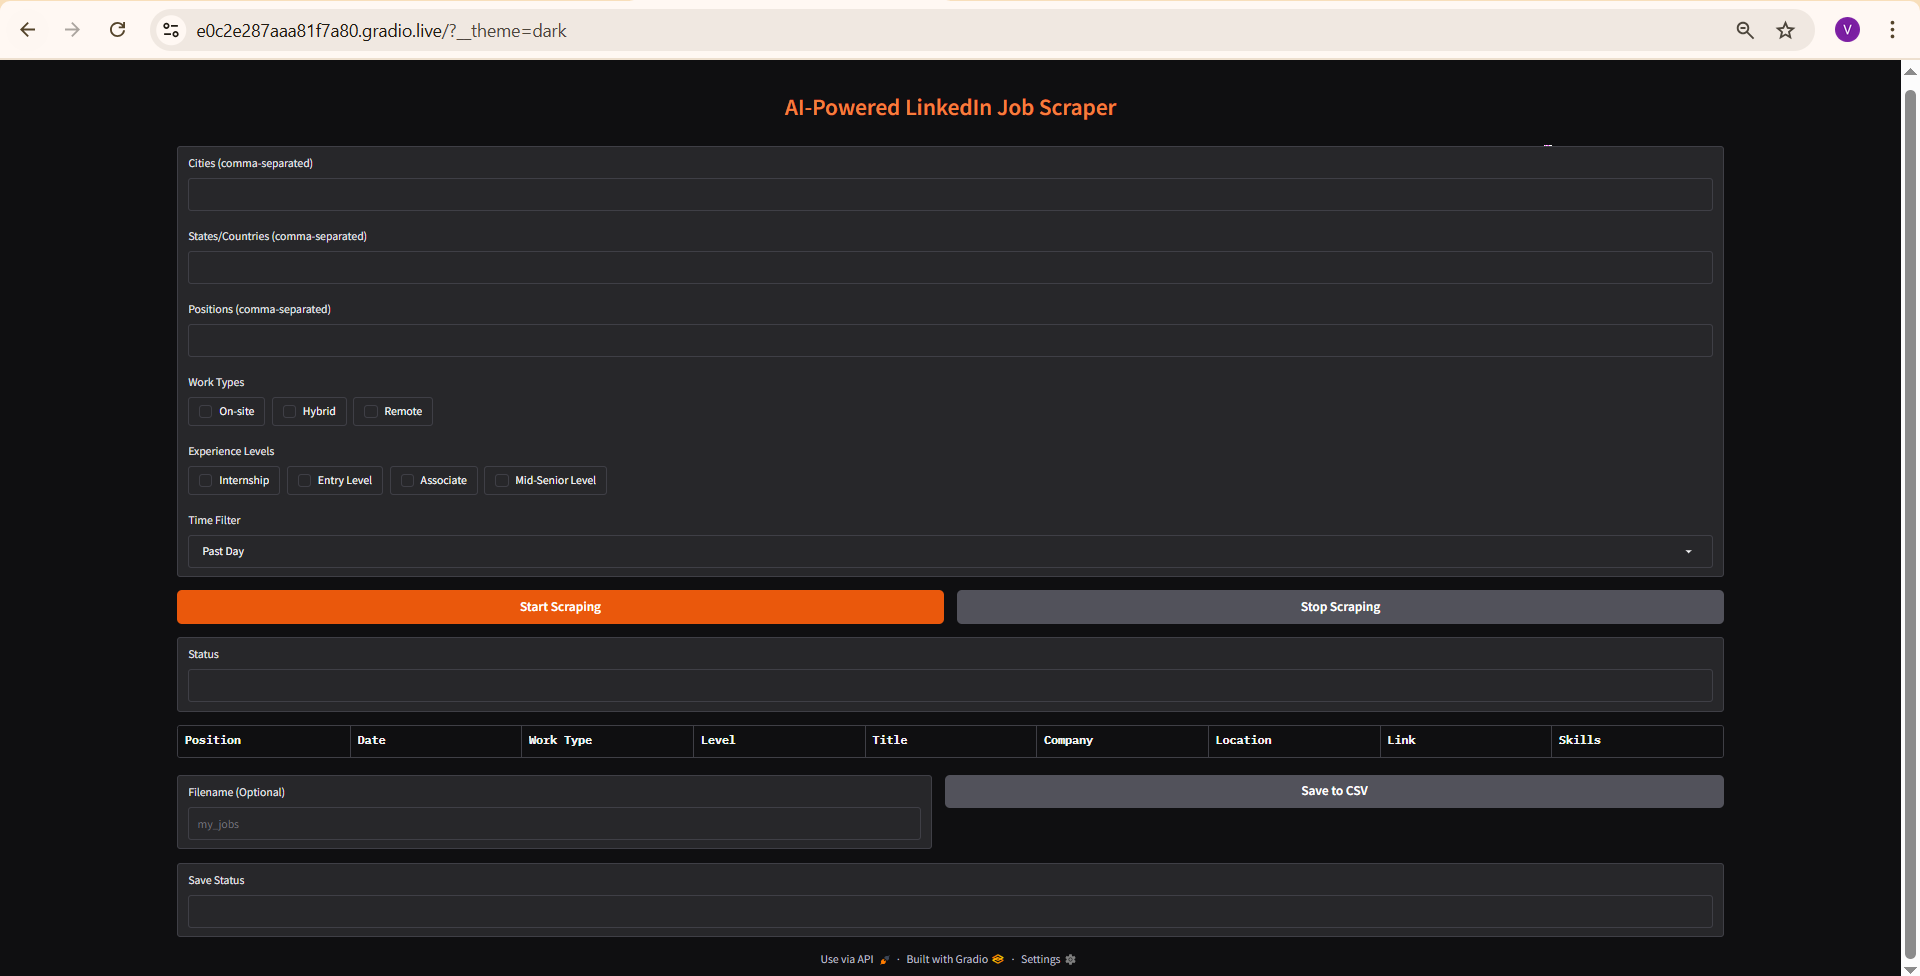 e0c2e287aaa81f7a80.gradio.live/?__theme=dark
V
AI-Powered LinkedIn Job Scraper
Cities (comma-separated)
States/Countries (comma-separated)
Positions (comma-separated)
Work Types
On-site Hybrid Remote
Experience Levels
Internship Entry Level Associate Mid-Senior Level
Time Filter
Past Day
Start Scraping Stop Scraping
Status
Position Date Work Type Level Title Company Location Link Skills
Filename (Optional) Save to CSV
my_jobs
Save Status
Use via API · Built with Gradio · Settings